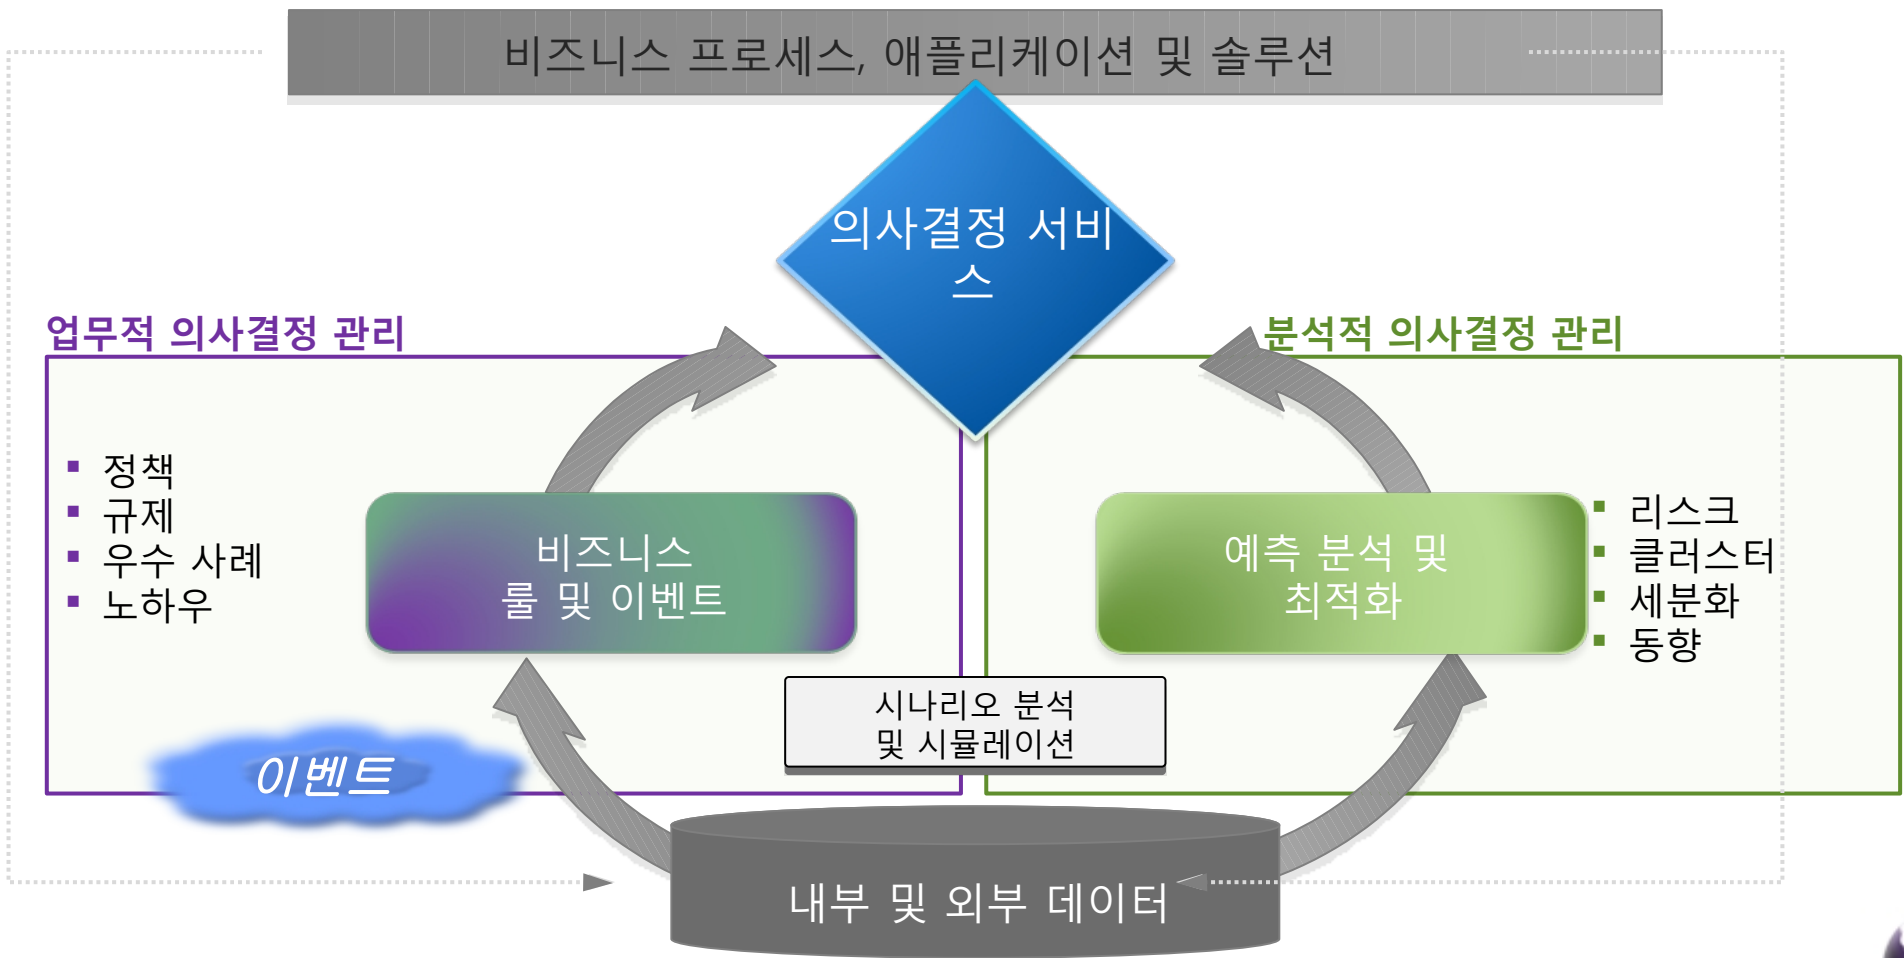 비즈니스 프로세스, 애플리케이션 및 솔루션
의사결정 서비
스
업무적 의사결정 관리
분석적 의사결정 관리
정책
규제
우수 사례
노하우
비즈니스
룰 및 이벤트
예측 분석 및
최적화
리스크
클러스터
세분화
동향
시나리오 분석
및 시뮬레이션
이벤트
내부 및 외부 데이터